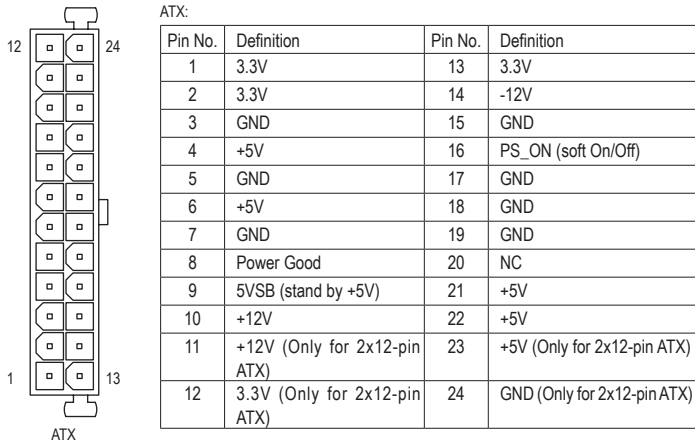 ATX:
12
24
1
13
ATX
Pin No. Definition Pin No. Definition
1 3.3V 13 3.3V
2 3.3V 14 -12V
3 GND 15 GND
4 +5V 16 PS_ON (soft On/Off)
5 GND 17 GND
6 +5V 18 GND
7 GND 19 GND
8 Power Good 20 NC
9 5VSB (stand by +5V) 21 +5V
10 +12V 22 +5V
11 +12V (Only for 2x12-pin 23 +5V (Only for 2x12-pin ATX)
ATX)
12 3.3V (Only for 2x12-pin 24 GND (Only for 2x12-pin ATX)
ATX)